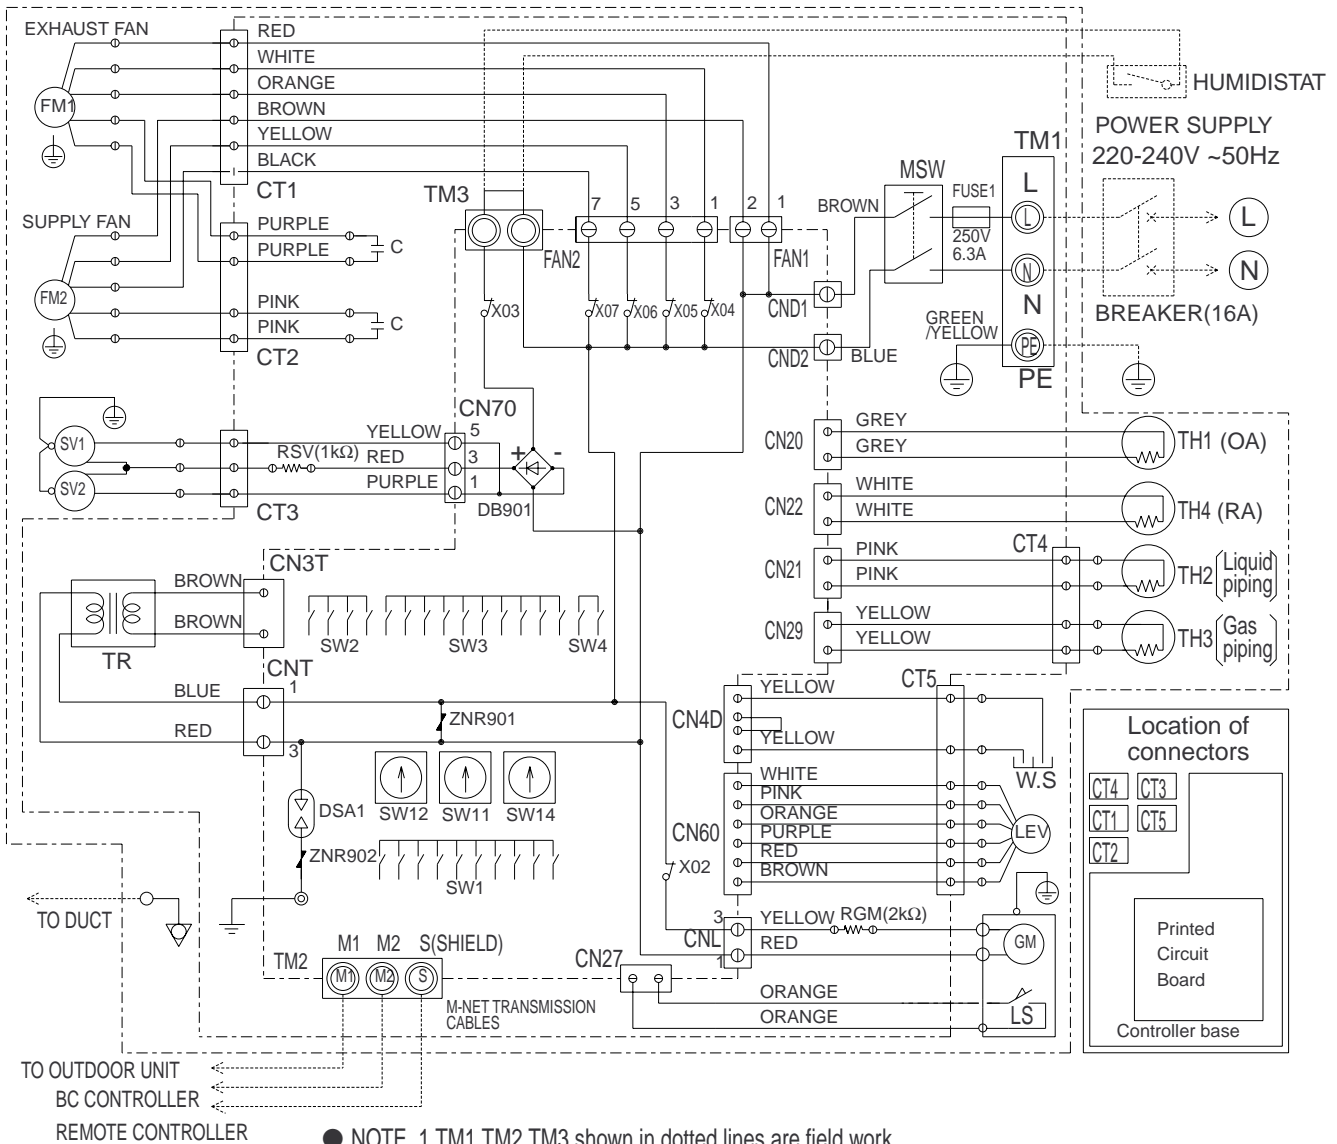 EXHAUST FAN
RED
WHITE
ORANGE
BROWN
YELLOW
BLACK
FM1
CT1
SUPPLY FAN
PURPLE
PURPLE
C
FM2
PINK
PINK
C
CT2
TM3
7
5
3
1
2
1
FAN2
FAN1
X03
X07
X06
X05
X04
CND1
CND2
BROWN
BLUE
MSW
FUSE1
250V
6.3A
TM1
L
L
N
N
GREEN
/YELLOW
PE
PE
HUMIDISTAT
POWER SUPPLY
220-240V ~50Hz
L
N
BREAKER(16A)
SV1
SV2
CT3
RSV(1kΩ)
YELLOW
RED
PURPLE
CN70
5
3
1
+
-
DB901
CN20
GREY
GREY
TH1 (OA)
CN22
WHITE
WHITE
TH4 (RA)
CN21
PINK
PINK
CT4
TH2
Liquid
piping
CN29
YELLOW
YELLOW
TH3
Gas
piping
TR
BROWN
BROWN
CN3T
SW2
SW3
SW4
CNT
BLUE
1
RED
3
ZNR901
DSA1
SW12
SW11
SW14
ZNR902
SW1
CN4D
YELLOW
YELLOW
CT5
W.S
CN60
WHITE
PINK
ORANGE
PURPLE
RED
BROWN
LEV
X02
CNL
3
1
YELLOW
RGM(2kΩ)
RED
GM
CN27
ORANGE
ORANGE
LS
Location of
connectors
CT4
CT3
CT1
CT5
CT2
Printed
Circuit
Board
Controller base
TO DUCT
TM2
M1
M2
S(SHIELD)
M1
M2
S
M-NET TRANSMISSION
CABLES
TO OUTDOOR UNIT
BC CONTROLLER
REMOTE CONTROLLER
● NOTE 1.TM1,TM2,TM3 shown in dotted lines are field work.